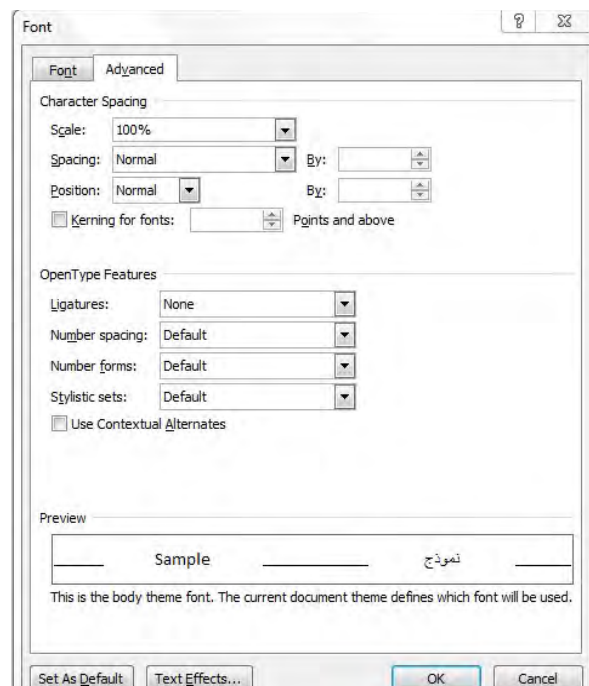 Font
Font Advanced
Character Spacing
Scale: 100%
Spacing: Normal By:
Position: Normal By:
Kerning for fonts: Points and above
OpenType Features
Ligatures: None
Number spacing: Default
Number forms: Default
Stylistic sets: Default
Use Contextual Alternates
Preview
Sample نموذج
This is the body theme font. The current document theme defines which font will be used.
Set As Default Text Effects... OK Cancel